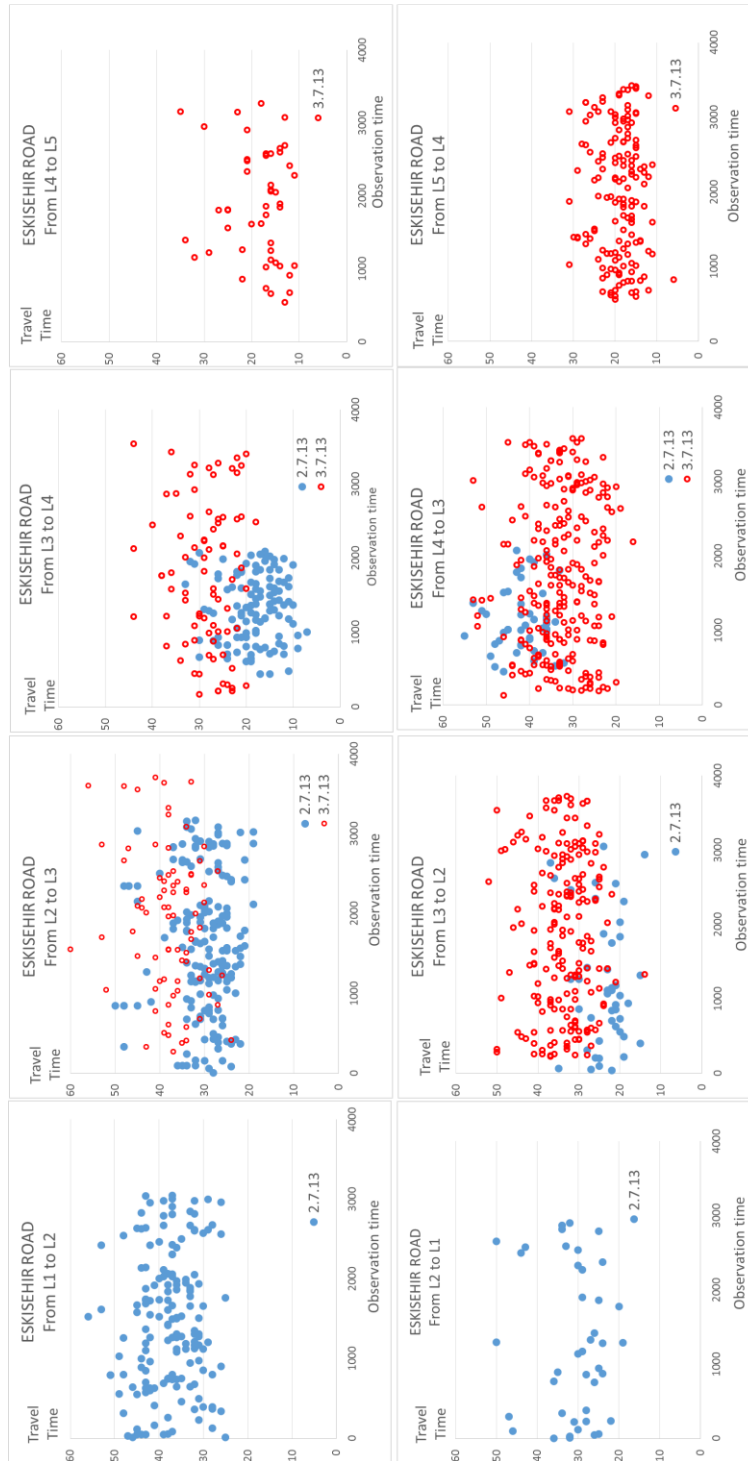 ESKISEHIR ROAD
From L1 to L2
Travel
Time
60
50
40
30
20
10
0
0 1000 2000 3000 4000
Observation time
2.7.13
ESKISEHIR ROAD
From L2 to L3
Travel
Time
60
50
40
30
20
10
0
0 1000 2000 3000 4000
Observation time
2.7.13
3.7.13
ESKISEHIR ROAD
From L3 to L4
Travel
Time
60
50
40
30
20
10
0
0 1000 2000 3000 4000
Observation time
2.7.13
3.7.13
ESKISEHIR ROAD
From L4 to L5
Travel
Time
60
50
40
30
20
10
0
0 1000 2000 3000 4000
Observation time
3.7.13
ESKISEHIR ROAD
From L2 to L1
Travel
Time
60
50
40
30
20
10
0
0 1000 2000 3000 4000
Observation time
2.7.13
ESKISEHIR ROAD
From L3 to L2
Travel
Time
60
50
40
30
20
10
0
0 1000 2000 3000 4000
Observation time
2.7.13
ESKISEHIR ROAD
From L4 to L3
Travel
Time
60
50
40
30
20
10
0
0 1000 2000 3000 4000
Observation time
2.7.13
3.7.13
ESKISEHIR ROAD
From L5 to L4
Travel
Time
60
50
40
30
20
10
0
0 1000 2000 3000 4000
Observation time
3.7.13